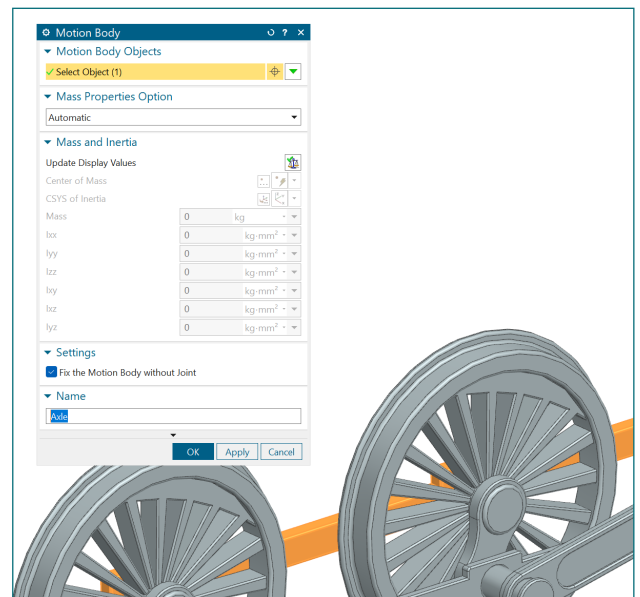 Motion Body
Motion Body Objects
Select Object (1)
Mass Properties Option
Automatic
Mass and Inertia
Update Display Values
Center of Mass
CSYS of Inertia
Mass 0 kg
Ixx 0 kg·mm²
Iyy 0 kg·mm²
Izz 0 kg·mm²
Ixy 0 kg·mm²
Ixz 0 kg·mm²
Iyz 0 kg·mm²
Settings
Fix the Motion Body without Joint
Name
Axle
OK Apply Cancel